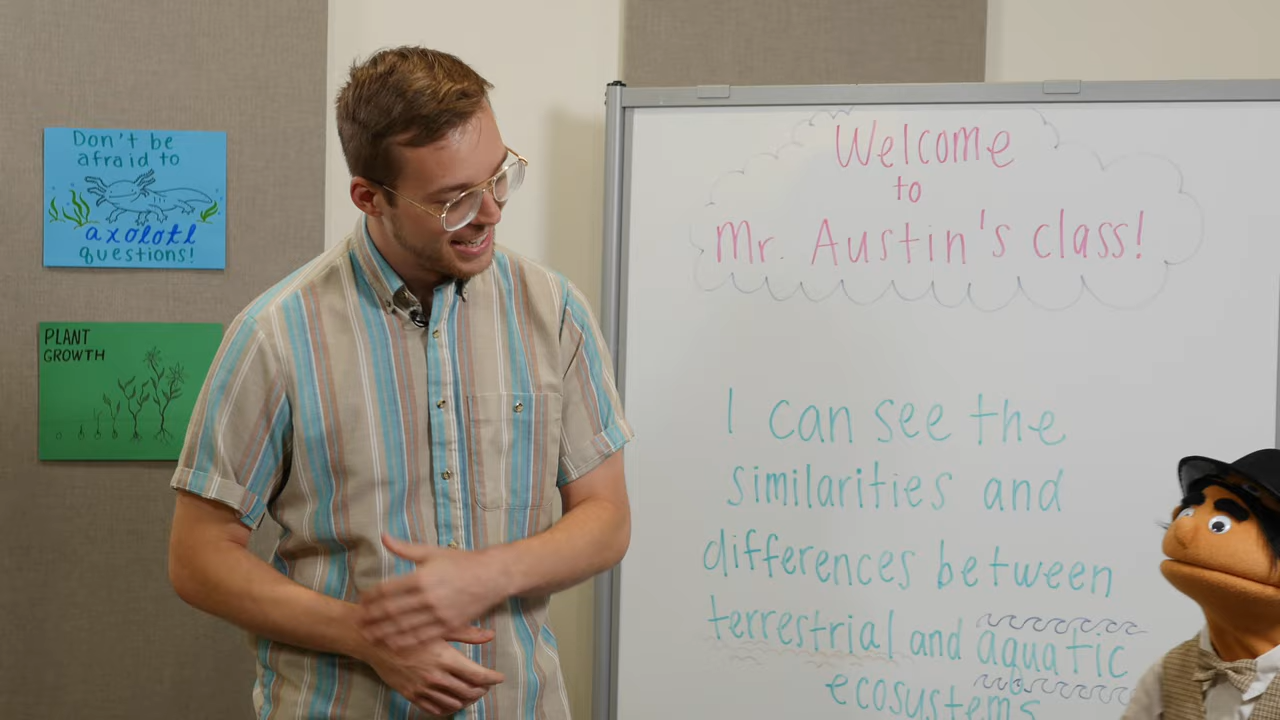 Don't be
afraid to
axolotl
questions!
PLANT
GROWTH
Welcome
to
Mr. Austin's class!
I can see the
similarities and
differences between
terrestrial and aquatic
ecosystems